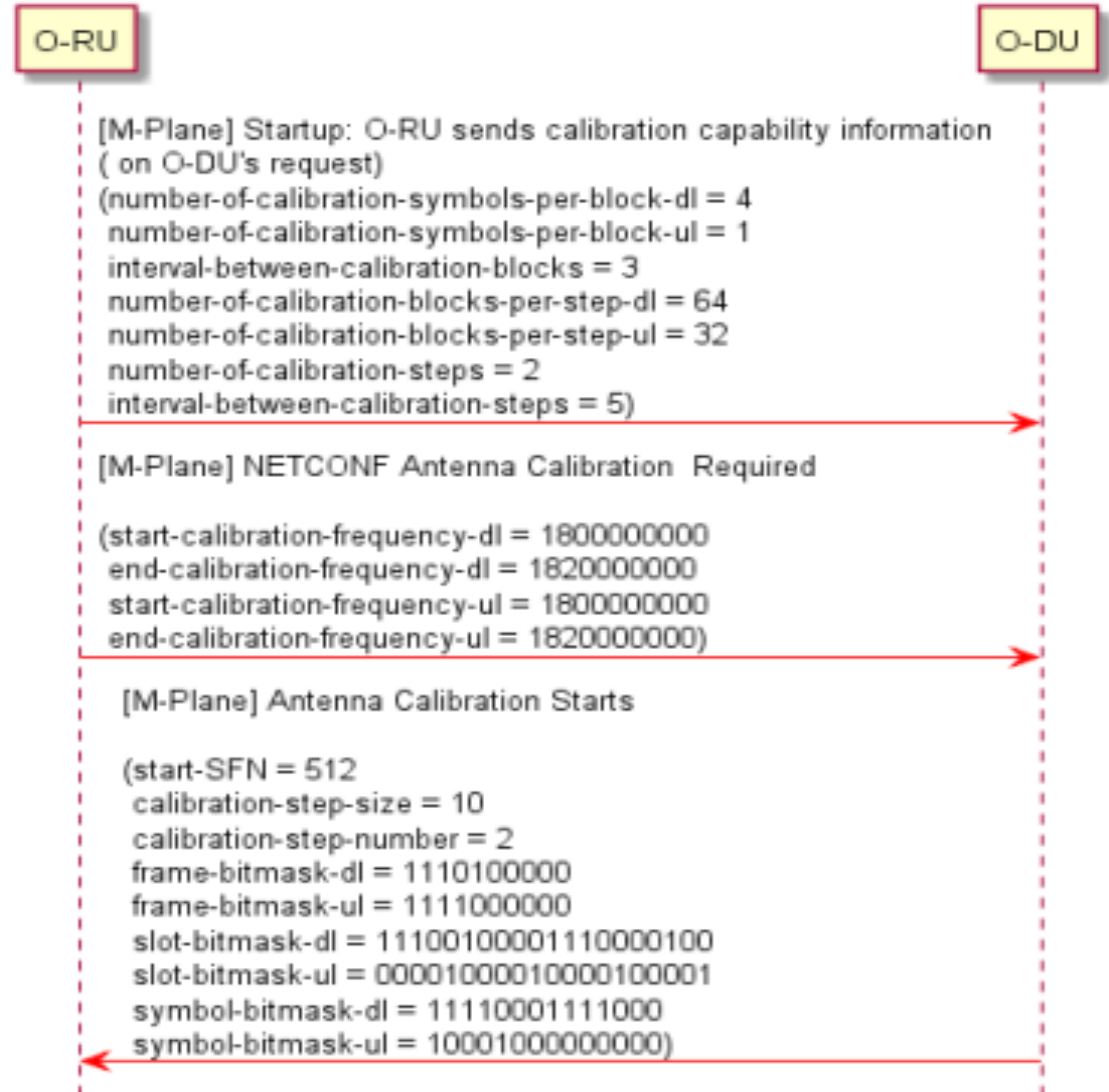 O-RU
O-DU
[M-Plane] Startup: O-RU sends calibration capability information
( on O-DU's request)
(number-of-calibration-symbols-per-block-dl = 4
number-of-calibration-symbols-per-block-ul = 1
interval-between-calibration-blocks = 3
number-of-calibration-blocks-per-step-dl = 64
number-of-calibration-blocks-per-step-ul = 32
number-of-calibration-steps = 2
interval-between-calibration-steps = 5)
[M-Plane] NETCONF Antenna Calibration  Required
(start-calibration-frequency-dl = 1800000000
end-calibration-frequency-dl = 1820000000
start-calibration-frequency-ul = 1800000000
end-calibration-frequency-ul = 1820000000)
[M-Plane] Antenna Calibration Starts
(start-SFN = 512
calibration-step-size = 10
calibration-step-number = 2
frame-bitmask-dl = 1110100000
frame-bitmask-ul = 1111000000
slot-bitmask-dl = 11100100001110000100
slot-bitmask-ul = 00001000010000100001
symbol-bitmask-dl = 11110001111000
symbol-bitmask-ul = 10001000000000)